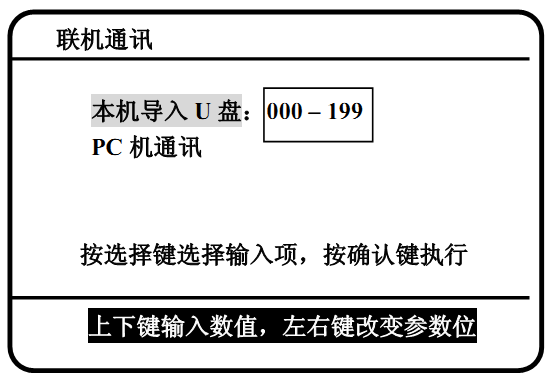 联机通讯
本机导入 U 盘：000 – 199
PC 机通讯
按选择键选择输入项，按确认键执行
上下键输入数值，左右键改变参数位